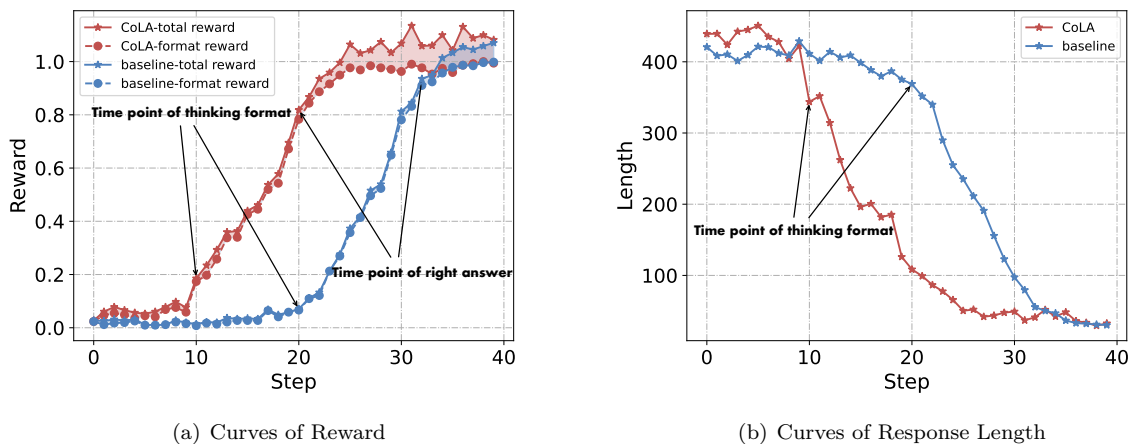 CoLA-total reward
CoLA-format reward
baseline-total reward
baseline-format reward
Time point of thinking format
Time point of right answer
Reward
1.0
0.8
0.6
0.4
0.2
0.0
0 10 20 30 40
Step
(a) Curves of Reward
CoLA
baseline
Time point of thinking format
Length
400
300
200
100
0 10 20 30 40
Step
(b) Curves of Response Length